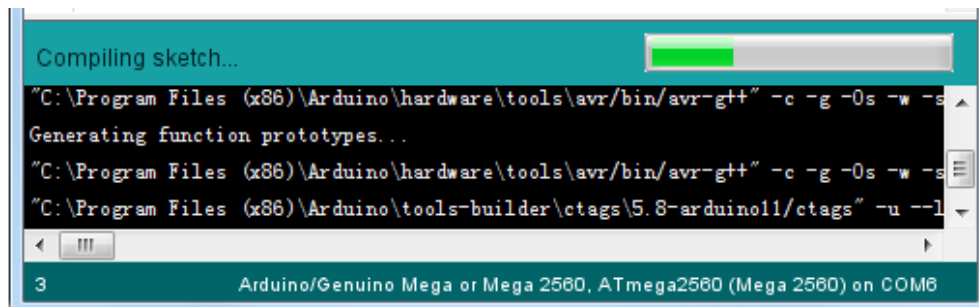 Compiling sketch...
"C:\Program Files (x86)\Arduino\hardware\tools\avr/bin/avr-g++" -c -g -Os -w -s
Generating function prototypes...
"C:\Program Files (x86)\Arduino\hardware\tools\avr/bin/avr-g++" -c -g -Os -w -s
"C:\Program Files (x86)\Arduino\tools-builder\ctags\5.8-arduino11/ctags" -u --l
3 Arduino/Genuino Mega or Mega 2560, ATmega2560 (Mega 2560) on COM6